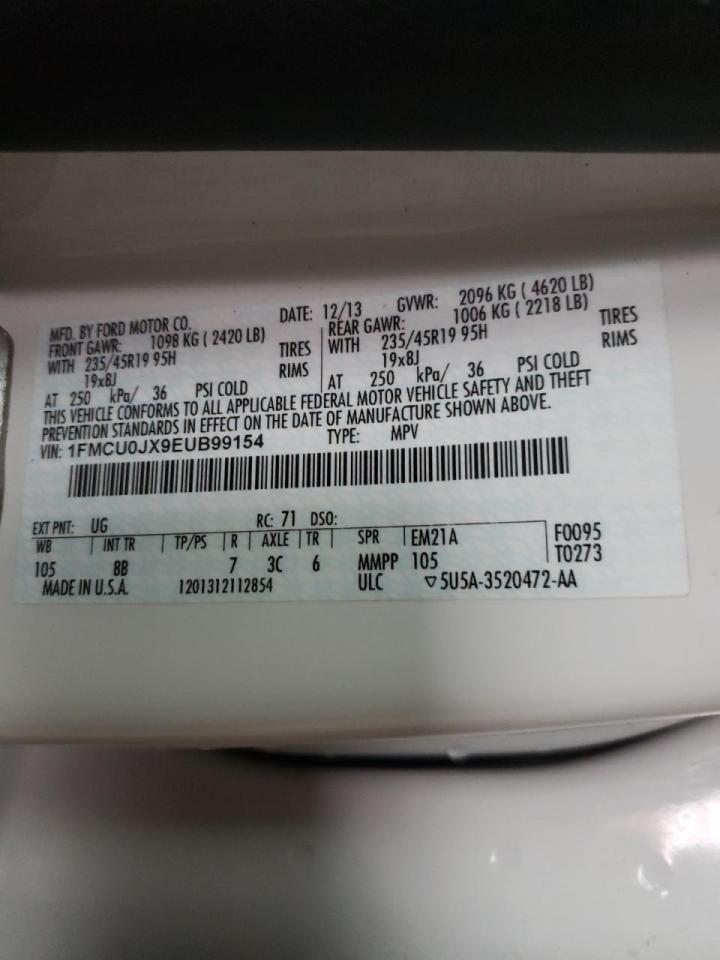 MFD. BY FORD MOTOR CO. DATE: 12/13 GVWR: 2096 KG ( 4620 LB)
FRONT GAWR: 1098 KG ( 2420 LB) REAR GAWR: 1006 KG ( 2218 LB)
WITH 235/45R19 95H TIRES WITH 235/45R19 95H TIRES
19x8J RIMS 19x8J RIMS
AT 250 kPa/ 36 PSI COLD AT 250 kPa/ 36 PSI COLD
THIS VEHICLE CONFORMS TO ALL APPLICABLE FEDERAL MOTOR VEHICLE SAFETY AND THEFT
PREVENTION STANDARDS IN EFFECT ON THE DATE OF MANUFACTURE SHOWN ABOVE.
VIN: 1FMCU0JX9EUB99154 TYPE: MPV
EXT PNT: UG RC: 71 DSO:
WB INT TR TP/PS R AXLE TR SPR EM21A F0095
105 8B 7 3C 6 MMPP 105 T0273
MADE IN U.S.A. 1201312112854 ULC ▽5U5A-3520472-AA